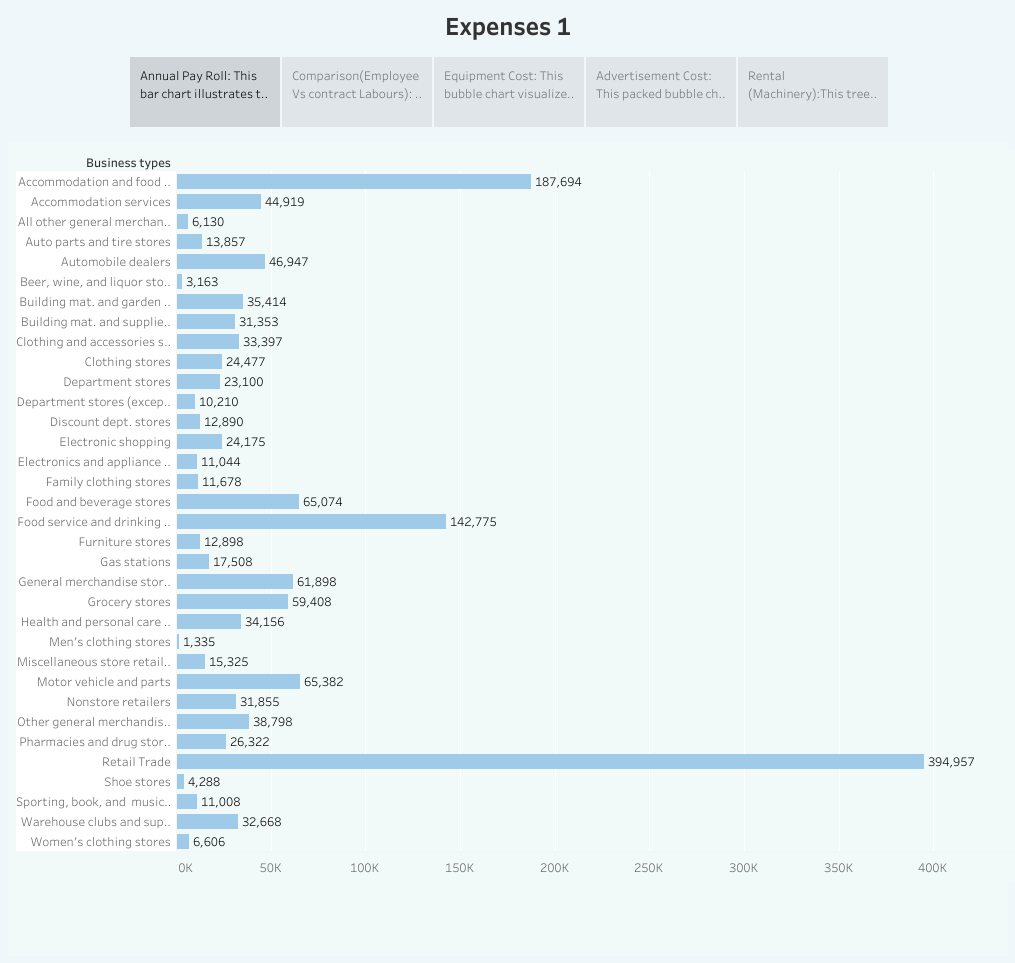 Expenses 1
Annual Pay Roll: This
bar chart illustrates t..
Comparison(Employee
Vs contract Labours): ..
Equipment Cost: This
bubble chart visualize..
Advertisement Cost:
This packed bubble ch..
Rental
(Machinery):This tree..
Business types
Accommodation and food .. 187,694
Accommodation services 44,919
All other general merchan.. 6,130
Auto parts and tire stores 13,857
Automobile dealers 46,947
Beer, wine, and liquor sto.. 3,163
Building mat. and garden .. 35,414
Building mat. and supplie.. 31,353
Clothing and accessories s.. 33,397
Clothing stores 24,477
Department stores 23,100
Department stores (excep.. 10,210
Discount dept. stores 12,890
Electronic shopping 24,175
Electronics and appliance .. 11,044
Family clothing stores 11,678
Food and beverage stores 65,074
Food service and drinking .. 142,775
Furniture stores 12,898
Gas stations 17,508
General merchandise stor.. 61,898
Grocery stores 59,408
Health and personal care .. 34,156
Men's clothing stores 1,335
Miscellaneous store retail.. 15,325
Motor vehicle and parts 65,382
Nonstore retailers 31,855
Other general merchandis.. 38,798
Pharmacies and drug stor.. 26,322
Retail Trade 394,957
Shoe stores 4,288
Sporting, book, and music.. 11,008
Warehouse clubs and sup.. 32,668
Women's clothing stores 6,606
0K 50K 100K 150K 200K 250K 300K 350K 400K